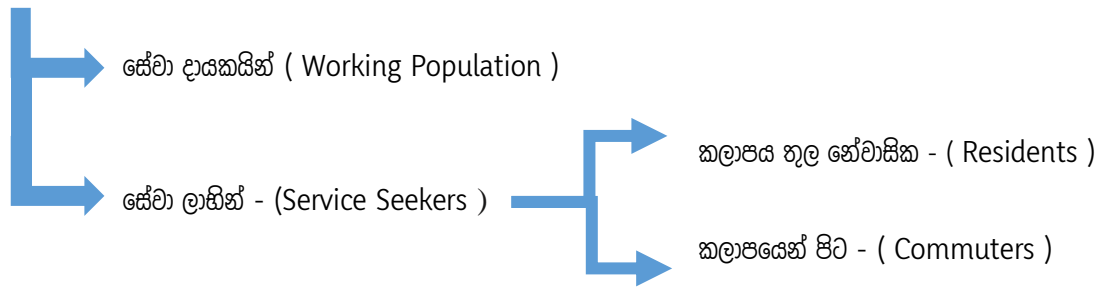 සේවා දායකයින් ( Working Population )
සේවා ලාභින් - (Service Seekers )
කලාපය තුල නේවාසික - ( Residents )
කලාපයෙන් පිට - ( Commuters )